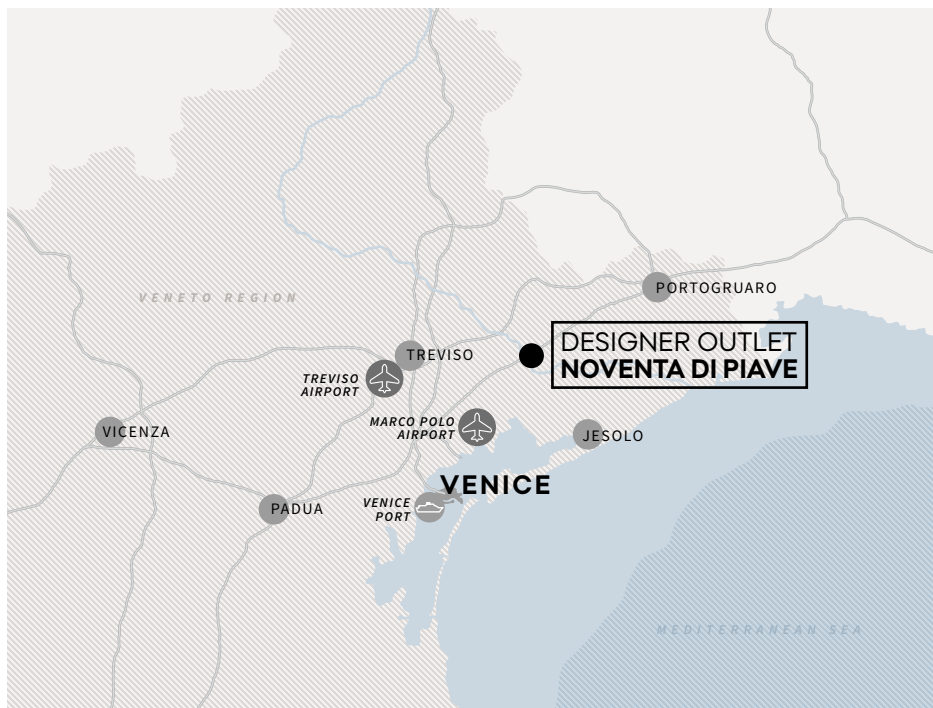 VENETO REGION
PORTOGRUARO
DESIGNER OUTLET
NOVENTA DI PIAVE
TREVISO
TREVISO
AIRPORT
MARCO POLO
AIRPORT
VICENZA
JESOLO
VENICE
VENICE
PORT
PADUA
MEDITERRANEAN SEA